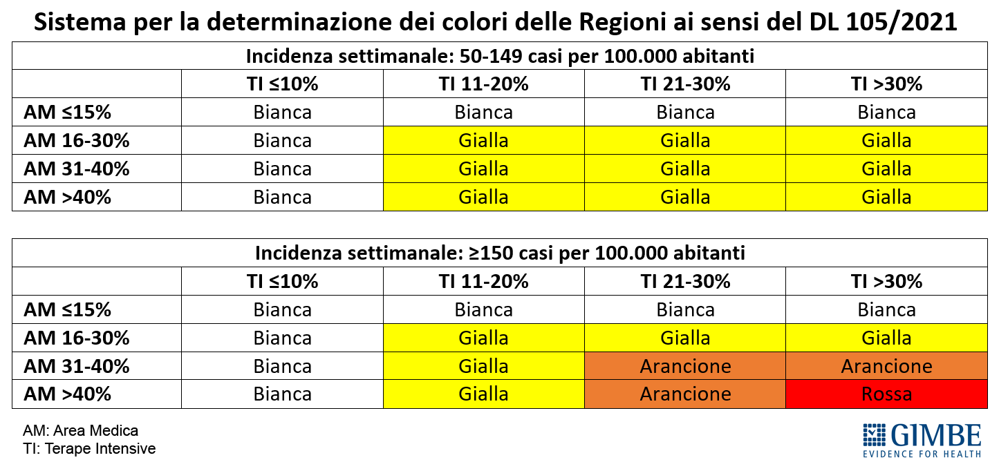 Sistema per la determinazione dei colori delle Regioni ai sensi del DL 105/2021
Incidenza settimanale: 50-149 casi per 100.000 abitanti
TI ≤10% TI 11-20% TI 21-30% TI >30%
AM ≤15% Bianca Bianca Bianca Bianca
AM 16-30% Bianca Gialla Gialla Gialla
AM 31-40% Bianca Gialla Gialla Gialla
AM >40% Bianca Gialla Gialla Gialla
Incidenza settimanale: ≥150 casi per 100.000 abitanti
TI ≤10% TI 11-20% TI 21-30% TI >30%
AM ≤15% Bianca Bianca Bianca Bianca
AM 16-30% Bianca Gialla Gialla Gialla
AM 31-40% Bianca Gialla Arancione Arancione
AM >40% Bianca Gialla Arancione Rossa
AM: Area Medica
TI: Terape Intensive
GIMBE
EVIDENCE FOR HEALTH